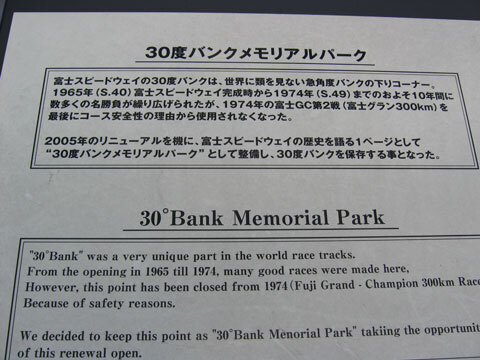 30度バンクメモリアルパーク
富士スピードウェイの30度バンクは、世界に類を見ない急角度バンクの下りコーナー。
1965年（S.40）富士スピードウェイ完成時から1974年（S.49）までのおよそ10年間に
数多くの名勝負が繰り広げられたが、1974年の富士GC第2戦（富士グラン300km）を
最後にコース安全性の理由から使用されなくなった。
2005年のリニューアルを機に、富士スピードウェイの歴史を語る1ページとして
“30度バンクメモリアルパーク”として整備し、30度バンクを保存する事となった。
30°Bank Memorial Park
"30°Bank" was a very unique part in the world race tracks.
From the opening in 1965 till 1974, many good races were made here,
However, this point has been closed from 1974(Fuji Grand - Champion 300km Race
Because of safety reasons.
We decided to keep this point as "30°Bank Memorial Park" takiing the opportunit
of this renewal open.